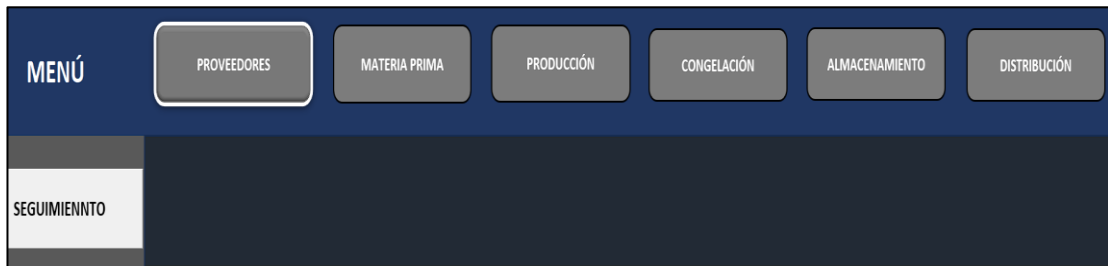 MENÚ
PROVEEDORES
MATERIA PRIMA
PRODUCCIÓN
CONGELACIÓN
ALMACENAMIENTO
DISTRIBUCIÓN
SEGUIMIENNTO